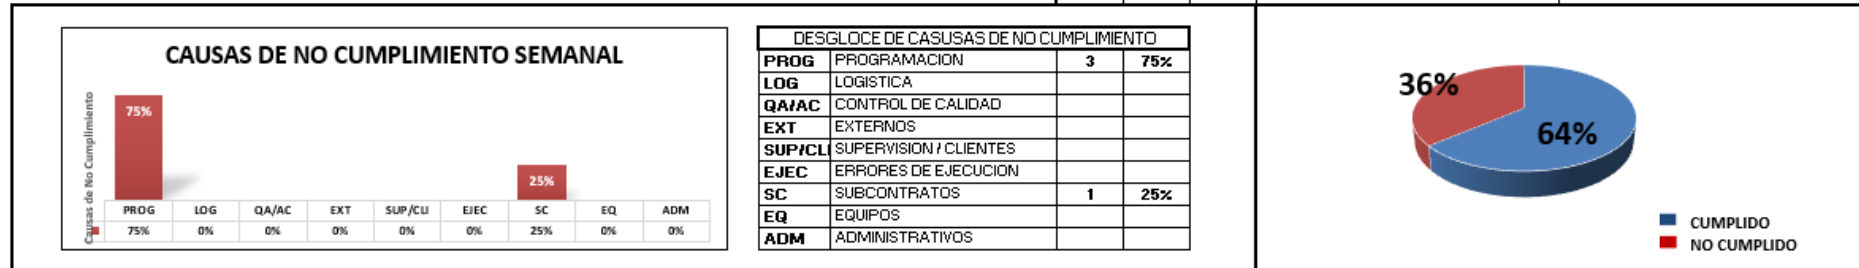 CAUSAS DE NO CUMPLIMIENTO SEMANAL
Causas de No Cumplimiento
75%
25%
PROG LOG QA/AC EXT SUP/CLI EJEC SC EQ ADM
75% 0% 0% 0% 0% 0% 25% 0% 0%
DESGLOCE DE CASUSAS DE NO CUMPLIMIENTO
PROG PROGRAMACION 3 75%
LOG LOGISTICA
QA/AC CONTROL DE CALIDAD
EXT EXTERNOS
SUP/CLI SUPERVISION / CLIENTES
EJEC ERRORES DE EJECUCION
SC SUBCONTRATOS 1 25%
EQ EQUIPOS
ADM ADMINISTRATIVOS
36%
64%
CUMPLIDO
NO CUMPLIDO